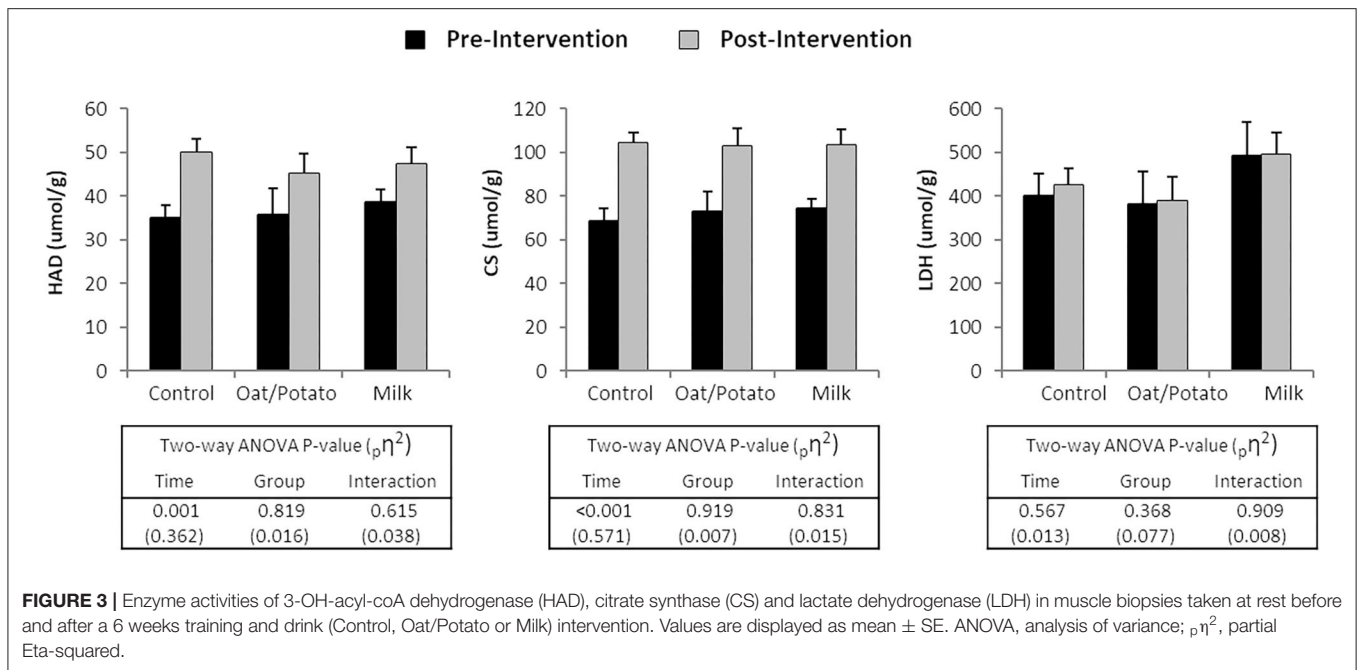 Pre-Intervention Post-Intervention
HAD (umol/g)
60
50
40
30
20
10
0
Control Oat/Potato Milk
Two-way ANOVA P-value (pη²)
Time Group Interaction
0.001 0.819 0.615
(0.362) (0.016) (0.038)
CS (umol/g)
120
100
80
60
40
20
0
Control Oat/Potato Milk
Two-way ANOVA P-value (pη²)
Time Group Interaction
<0.001 0.919 0.831
(0.571) (0.007) (0.015)
LDH (umol/g)
600
500
400
300
200
100
0
Control Oat/Potato Milk
Two-way ANOVA P-value (pη²)
Time Group Interaction
0.567 0.368 0.909
(0.013) (0.077) (0.008)
FIGURE 3 | Enzyme activities of 3-OH-acyl-coA dehydrogenase (HAD), citrate synthase (CS) and lactate dehydrogenase (LDH) in muscle biopsies taken at rest before
and after a 6 weeks training and drink (Control, Oat/Potato or Milk) intervention. Values are displayed as mean ± SE. ANOVA, analysis of variance; pη², partial
Eta-squared.